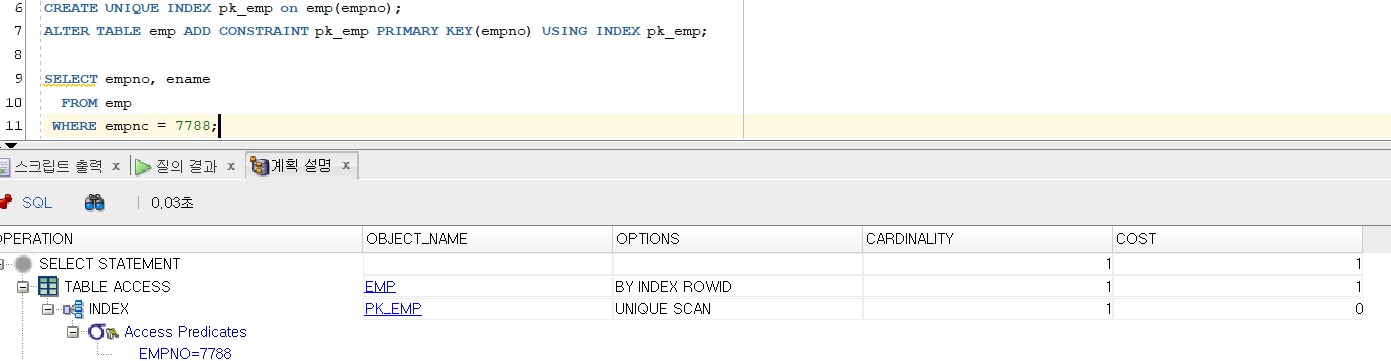 6 CREATE UNIQUE INDEX pk_emp on emp(empno);
7 ALTER TABLE emp ADD CONSTRAINT pk_emp PRIMARY KEY(empno) USING INDEX pk_emp;
8
9 SELECT empno, ename
10 FROM emp
11 WHERE empno = 7788;
스크립트 출력 x 질의 결과 x 계획 설명 x
SQL 0,03초
OPERATION OBJECT_NAME OPTIONS CARDINALITY COST
SELECT STATEMENT 1 1
TABLE ACCESS EMP BY INDEX ROWID 1 1
INDEX PK_EMP UNIQUE SCAN 1 0
Access Predicates
EMPNO=7788